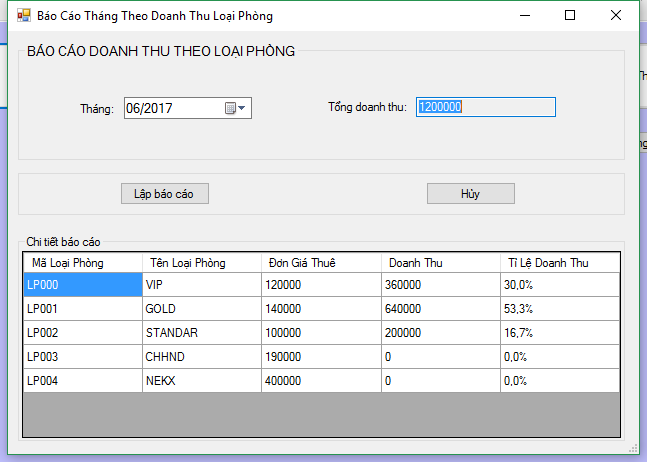 Báo Cáo Tháng Theo Doanh Thu Loại Phòng
BÁO CÁO DOANH THU THEO LOẠI PHÒNG
Tháng: 06/2017 Tổng doanh thu: 1200000
Lập báo cáo Hủy
Chi tiết báo cáo
Mã Loại Phòng Tên Loại Phòng Đơn Giá Thuê Doanh Thu Tỉ Lệ Doanh Thu
LP000 VIP 120000 360000 30,0%
LP001 GOLD 140000 640000 53,3%
LP002 STANDAR 100000 200000 16,7%
LP003 CHHND 190000 0 0,0%
LP004 NEKX 400000 0 0,0%